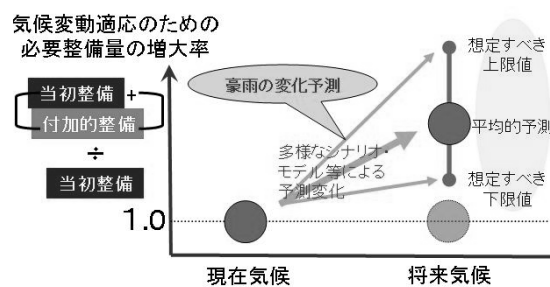 気候変動適応のための
必要整備量の増大率
当初整備 +
付加的整備
÷
当初整備
1.0
豪雨の変化予測
多様なシナリオ・
モデル等による
予測変化
想定すべき
上限値
平均的予測
想定すべき
下限値
現在気候
将来気候